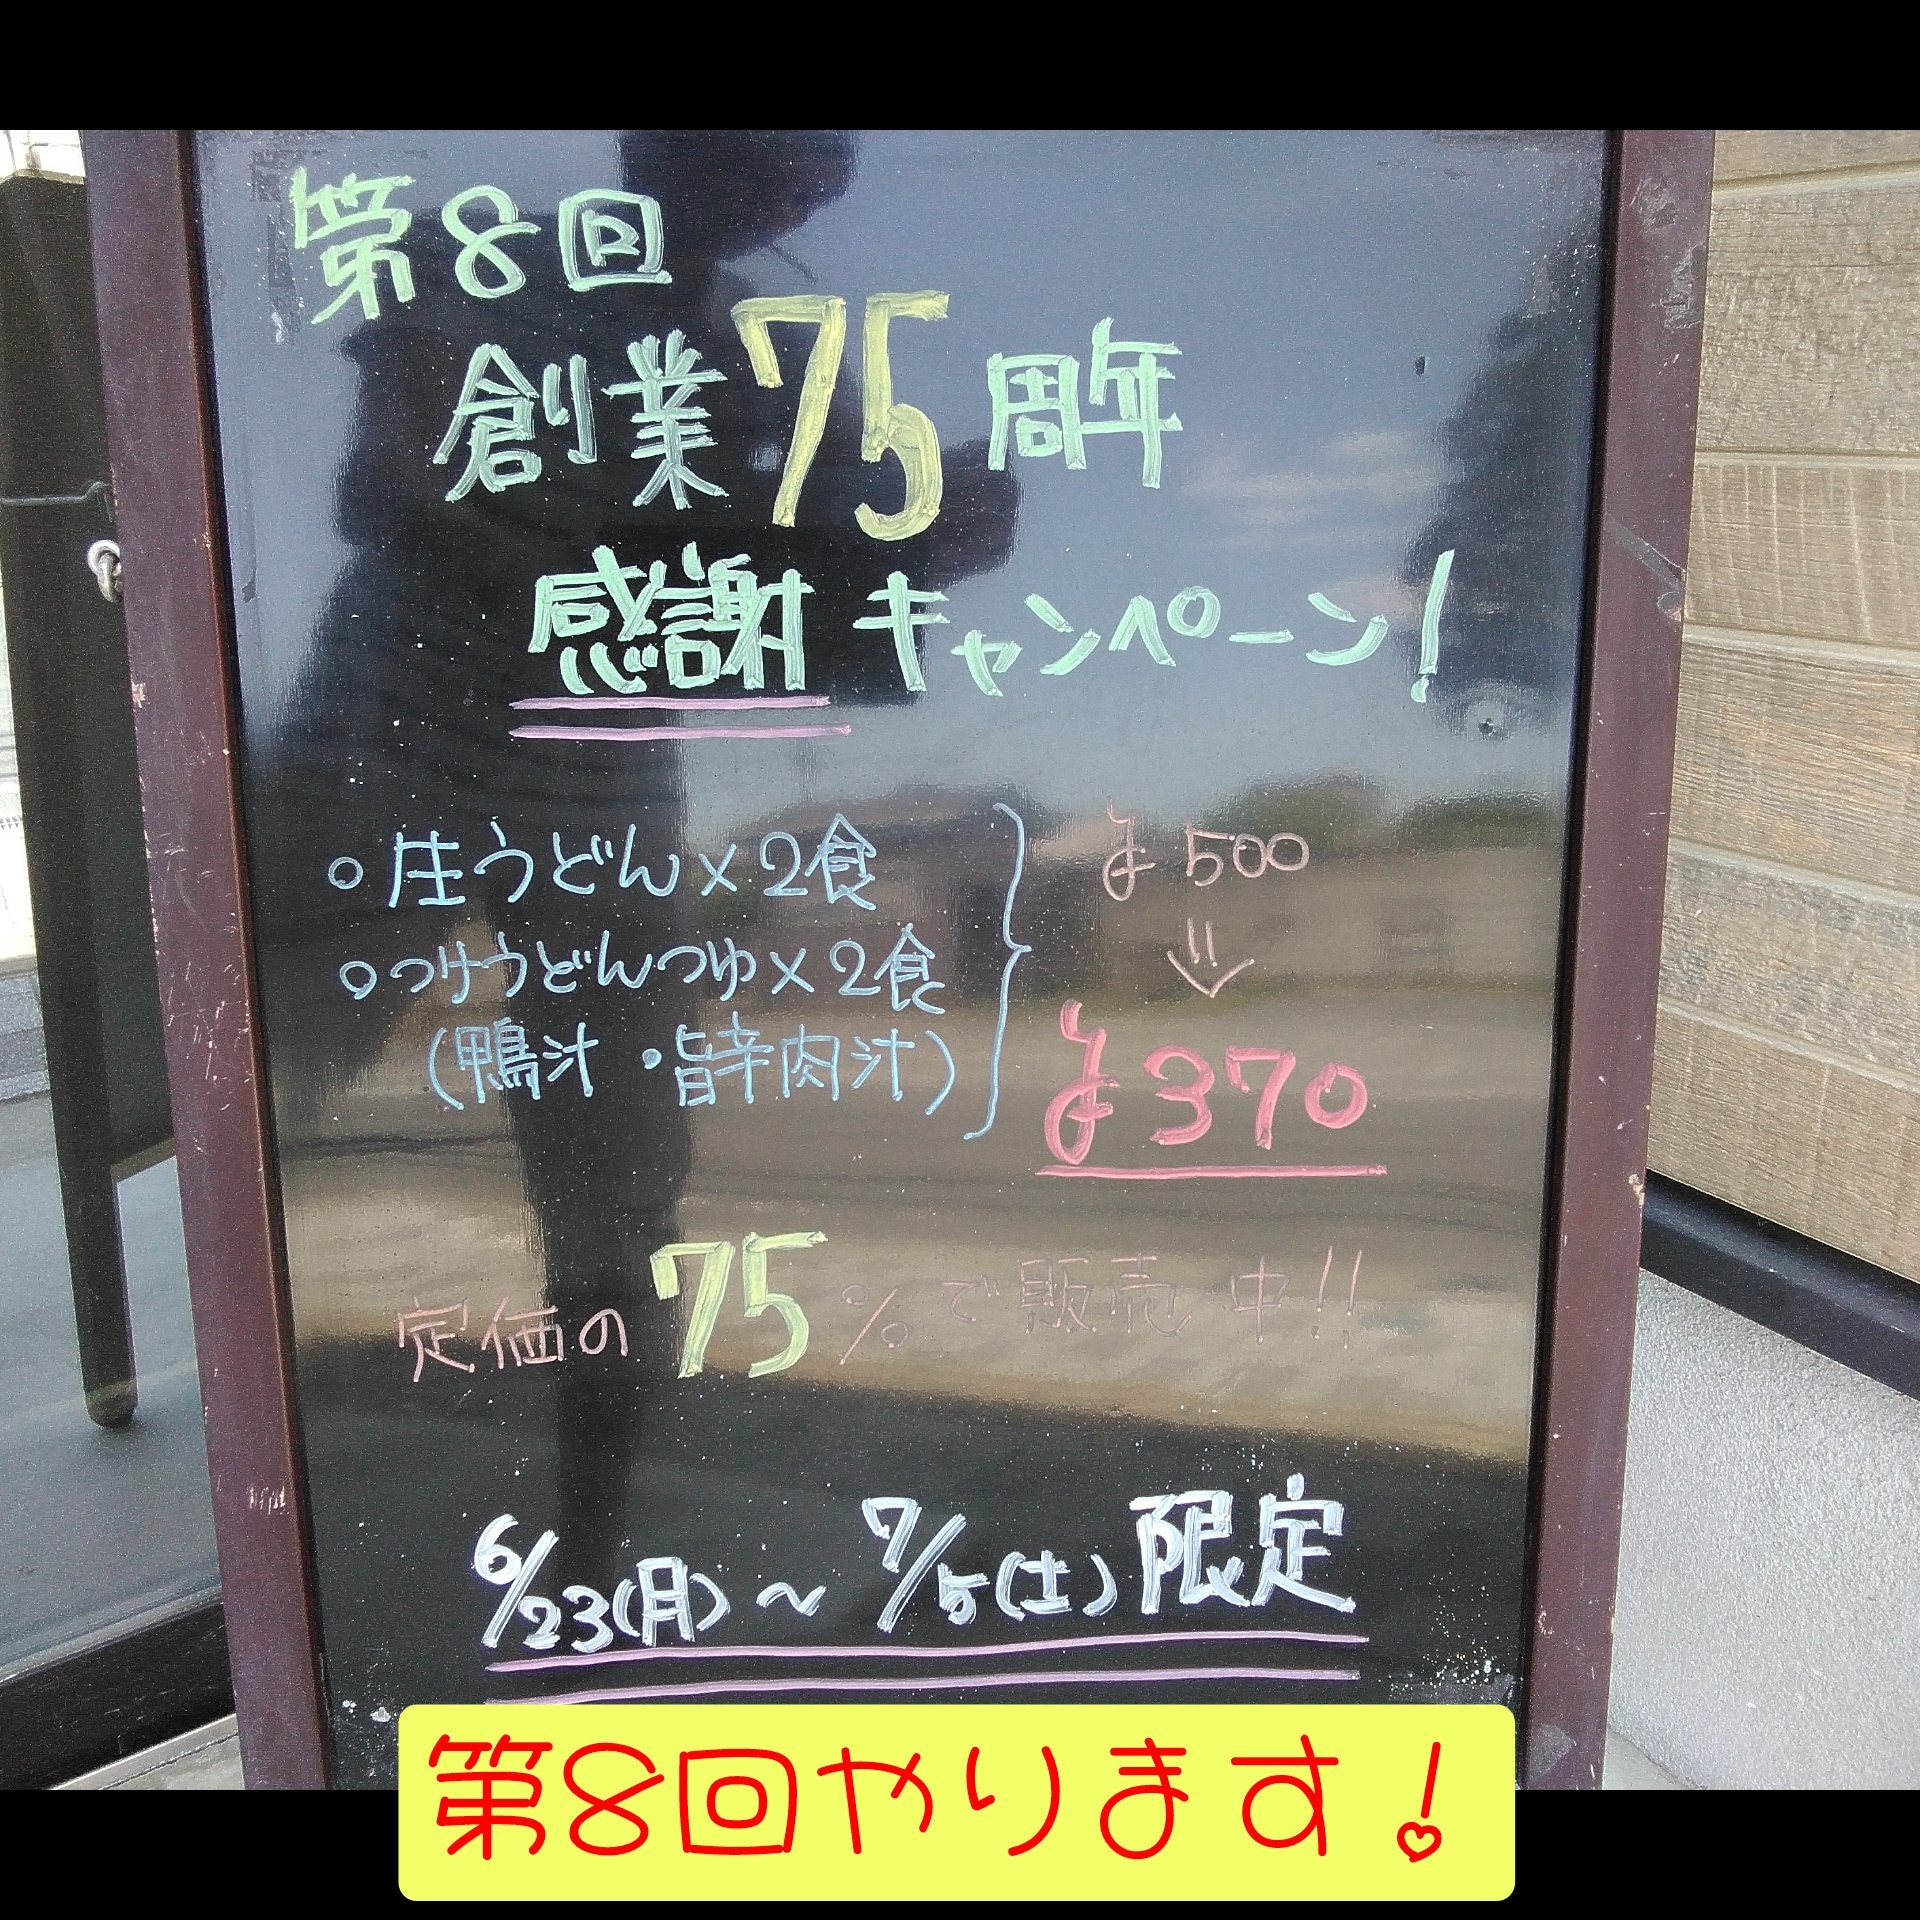 第8回
創業75周年
感謝キャンペーン!
○生うどん×2食
○つけうどんつゆ×2食
(鴨汁・旨辛肉汁)
¥500
¥370
定価の75%で販売中!!
6/23(月)~7/5(土)限定
第8回やります!